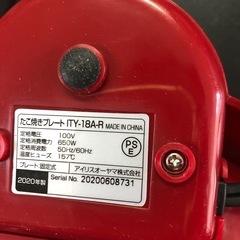 たこ焼きプレート ITY-18A-R MADE IN CHINA
定格電圧： 100V
定格消費電力： 650W
定格周波数： 50Hz/60Hz
温度ヒューズ： 157℃
PS
E
プレート 固定式
2020年製
アイリスオーヤマ株式会社
Serial No. 20200608731